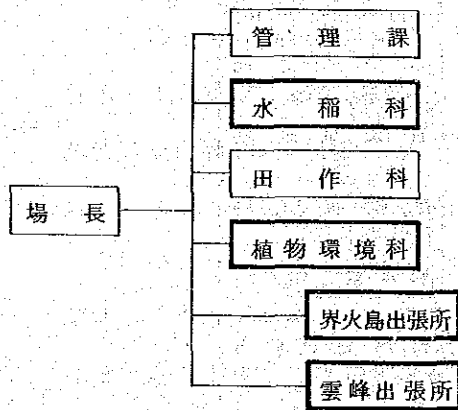 管理課
水稲科
田作科
場長
植物環境科
界火島出張所
雲峰出張所